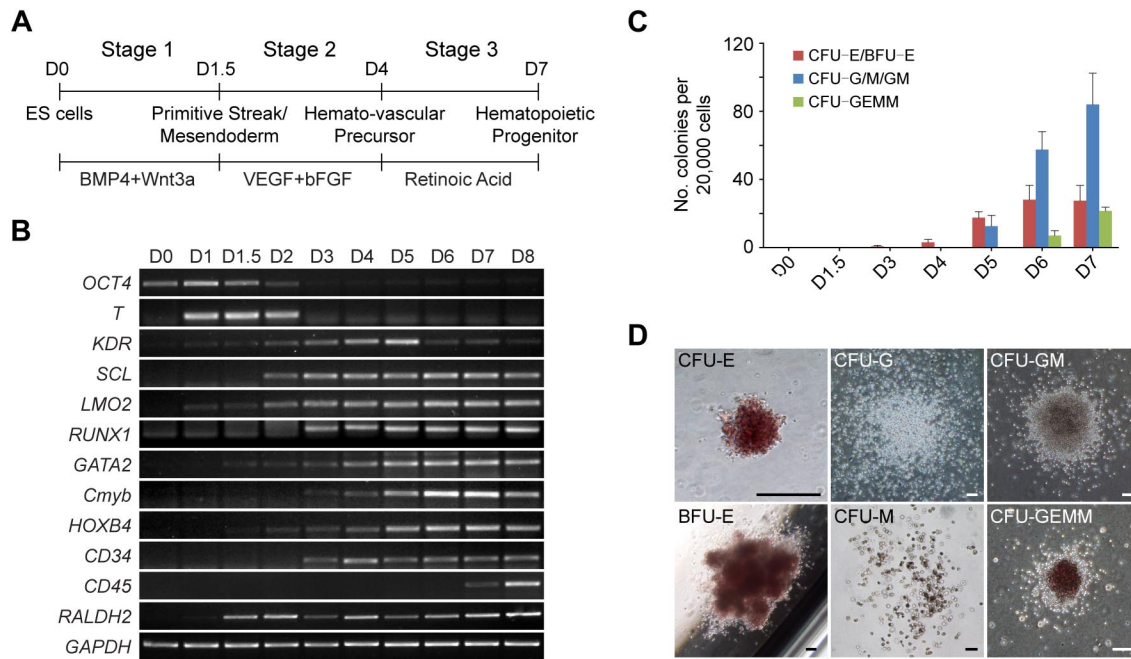 A
Stage 1 Stage 2 Stage 3
D0 D1.5 D4 D7
ES cells Primitive Streak/ Hemato-vascular Hematopoietic
Mesendoderm Precursor Progenitor
BMP4+Wnt3a VEGF+bFGF Retinoic Acid
B
D0 D1 D1.5 D2 D3 D4 D5 D6 D7 D8
OCT4
T
KDR
SCL
LMO2
RUNX1
GATA2
Cmyb
HOXB4
CD34
CD45
RALDH2
GAPDH
C
No. colonies per
20,000 cells
120
80
40
0
CFU-E/BFU-E
CFU-G/M/GM
CFU-GEMM
D0 D1.5 D3 D4 D5 D6 D7
D
CFU-E CFU-G CFU-GM
BFU-E CFU-M CFU-GEMM